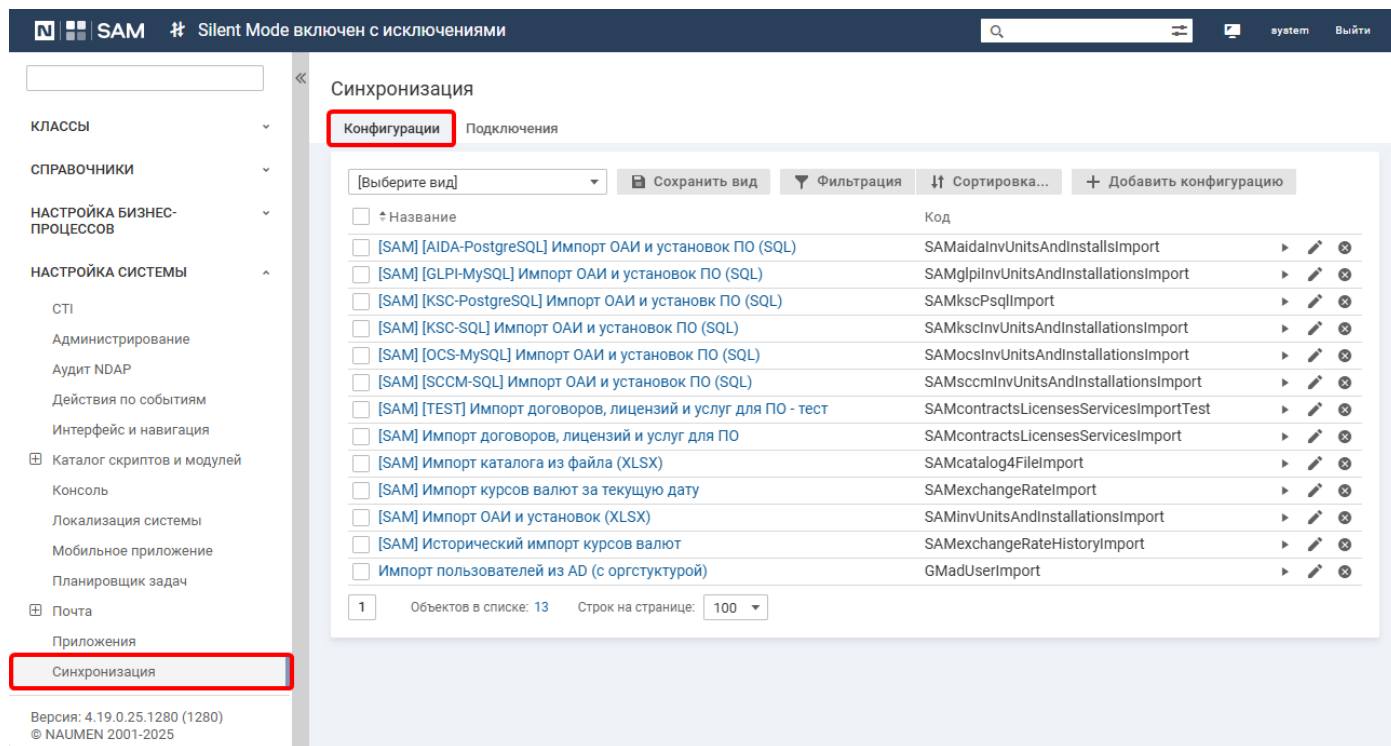 N SAM Silent Mode включен с исключениями system Выйти
КЛАССЫ
СПРАВОЧНИКИ
НАСТРОЙКА БИЗНЕС-
ПРОЦЕССОВ
НАСТРОЙКА СИСТЕМЫ
CTI
Администрирование
Аудит NDAP
Действия по событиям
Интерфейс и навигация
Каталог скриптов и модулей
Консоль
Локализация системы
Мобильное приложение
Планировщик задач
Почта
Приложения
Синхронизация
Версия: 4.19.0.25.1280 (1280)
© NAUMEN 2001-2025
Синхронизация
Конфигурации Подключения
[Выберите вид] Сохранить вид Фильтрация Сортировка... Добавить конфигурацию
Название Код
[SAM] [AIDA-PostgreSQL] Импорт ОАИ и установок ПО (SQL) SAMaidaInvUnitsAndInstallsImport
[SAM] [GLPI-MySQL] Импорт ОАИ и установок ПО (SQL) SAMglpiInvUnitsAndInstallationsImport
[SAM] [KSC-PostgreSQL] Импорт ОАИ и установк ПО (SQL) SAMkscPsqlImport
[SAM] [KSC-SQL] Импорт ОАИ и установок ПО (SQL) SAMkscInvUnitsAndInstallationsImport
[SAM] [OCS-MySQL] Импорт ОАИ и установок ПО (SQL) SAMocsInvUnitsAndInstallationsImport
[SAM] [SCCM-SQL] Импорт ОАИ и установок ПО (SQL) SAMsccmInvUnitsAndInstallationsImport
[SAM] [TEST] Импорт договоров, лицензий и услуг для ПО - тест SAMcontractsLicensesServicesImportTest
[SAM] Импорт договоров, лицензий и услуг для ПО SAMcontractsLicensesServicesImport
[SAM] Импорт каталога из файла (XLSX) SAMcatalog4FileImport
[SAM] Импорт курсов валют за текущую дату SAMexchangeRateImport
[SAM] Импорт ОАИ и установок (XLSX) SAMinvUnitsAndInstallationsImport
[SAM] Исторический импорт курсов валют SAMexchangeRateHistoryImport
Импорт пользователей из AD (с оргстуктурой) GMadUserImport
1 Объектов в списке: 13 Строк на странице: 100